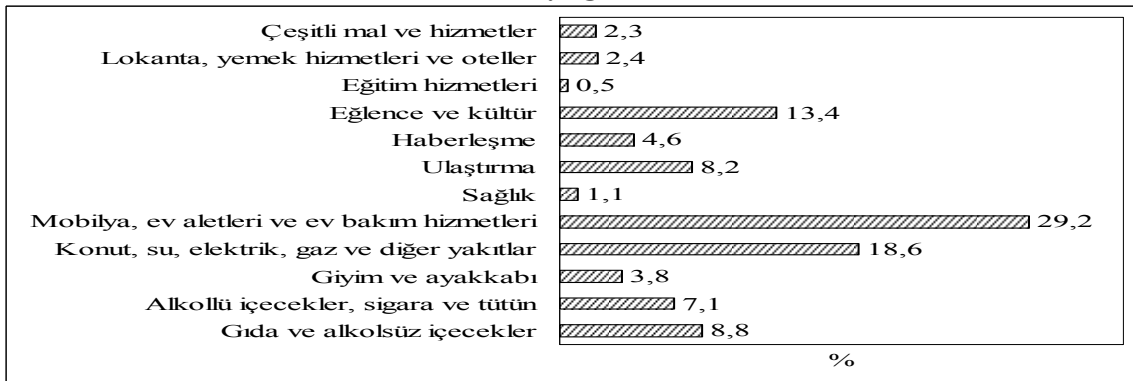 Çeşitli mal ve hizmetler 2,3
Lokanta, yemek hizmetleri ve oteller 2,4
Eğitim hizmetleri 0,5
Eğlence ve kültür 13,4
Haberleşme 4,6
Ulaştırma 8,2
Sağlık 1,1
Mobilya, ev aletleri ve ev bakım hizmetleri 29,2
Konut, su, elektrik, gaz ve diğer yakıtlar 18,6
Giyim ve ayakkabı 3,8
Alkollü içecekler, sigara ve tütün 7,1
Gıda ve alkolsüz içecekler 8,8
%